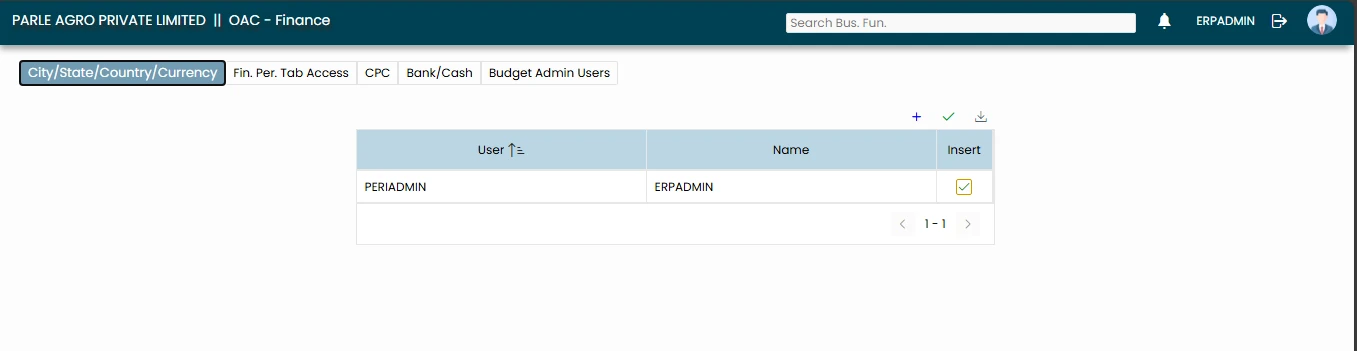 PARLE AGRO PRIVATE LIMITED || OAC - Finance
Search Bus. Fun.
ERPADMIN
City/State/Country/Currency
Fin. Per. Tab Access
CPC
Bank/Cash
Budget Admin Users
User
Name
Insert
PERIADMIN
ERPADMIN
1 - 1